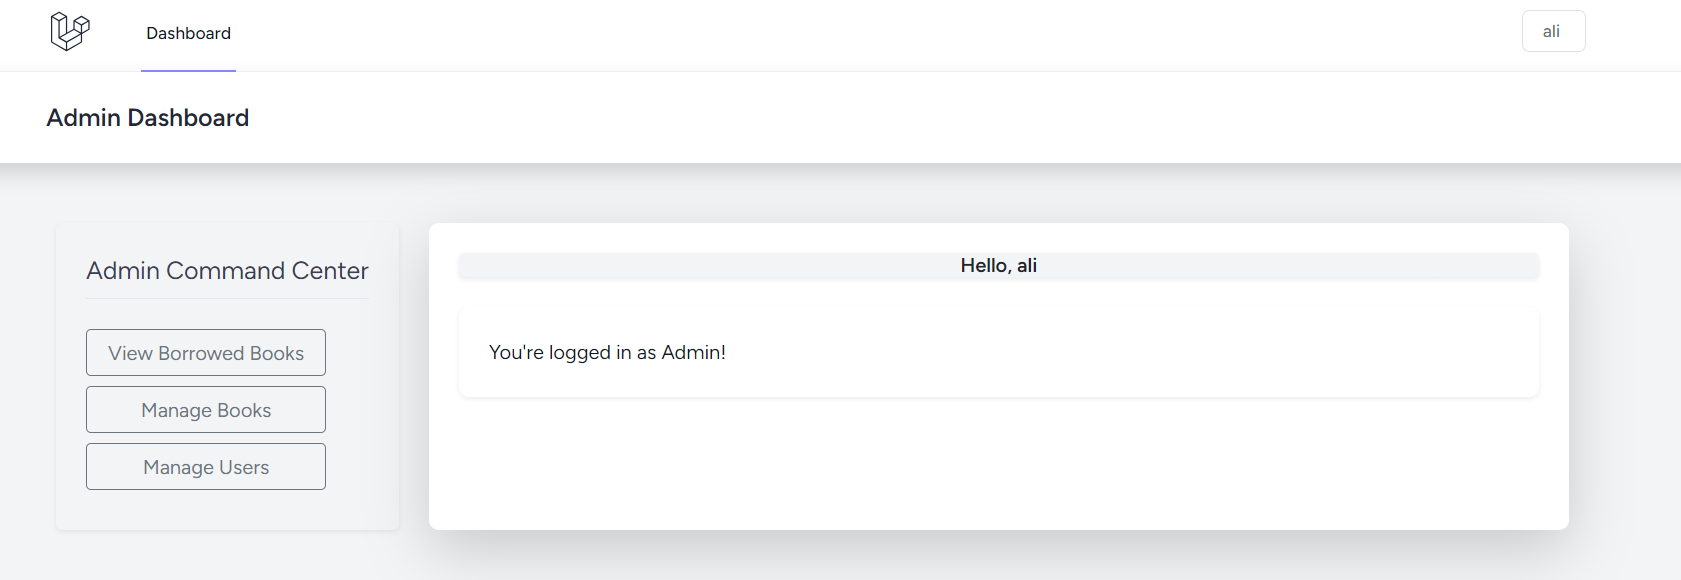 Dashboard
ali
Admin Dashboard
Admin Command Center
View Borrowed Books
Manage Books
Manage Users
Hello, ali
You're logged in as Admin!